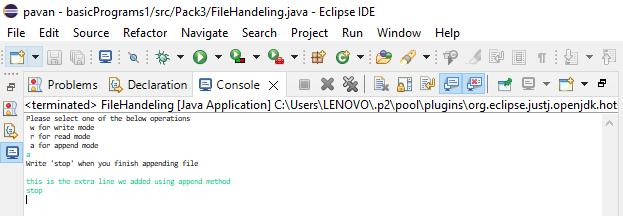 pavan - basicPrograms1/src/Pack3/FileHandeling.java - Eclipse IDE
File Edit Source Refactor Navigate Search Project Run Window Help
Problems Declaration Console
<terminated> FileHandeling [Java Application] C:\Users\LENOVO\.p2\pool\plugins\org.eclipse.justj.openjdk.hots
Please select one of the below operations
w for write mode
r for read mode
a for append mode
a
Write 'stop' when you finish appending file
this is the extra line we added using append method
stop